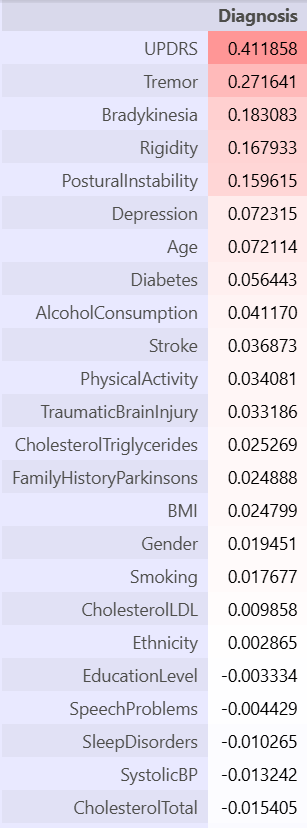 Diagnosis
UPDRS 0.411858
Tremor 0.271641
Bradykinesia 0.183083
Rigidity 0.167933
PosturalInstability 0.159615
Depression 0.072315
Age 0.072114
Diabetes 0.056443
AlcoholConsumption 0.041170
Stroke 0.036873
PhysicalActivity 0.034081
TraumaticBrainInjury 0.033186
CholesterolTriglycerides 0.025269
FamilyHistoryParkinsons 0.024888
BMI 0.024799
Gender 0.019451
Smoking 0.017677
CholesterolLDL 0.009858
Ethnicity 0.002865
EducationLevel -0.003334
SpeechProblems -0.004429
SleepDisorders -0.010265
SystolicBP -0.013242
CholesterolTotal -0.015405